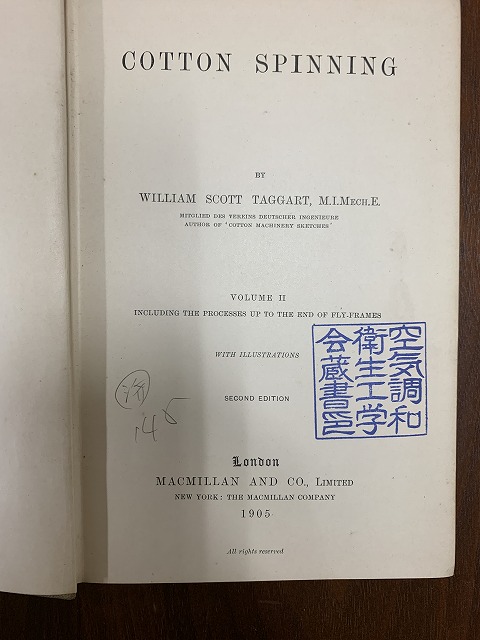 COTTON SPINNING
BY
WILLIAM SCOTT TAGGART, M.I.MECH.E.
MITGLIED DES VEREINS DEUTSCHER INGENIEURE
AUTHOR OF 'COTTON MACHINERY SKETCHES'
VOLUME II
INCLUDING THE PROCESSES UP TO THE END OF FLY-FRAMES
WITH ILLUSTRATIONS
SECOND EDITION
空気調和
衛生工学
会蔵書印
145
London
MACMILLAN AND CO., LIMITED
NEW YORK: THE MACMILLAN COMPANY
1905
All rights reserved